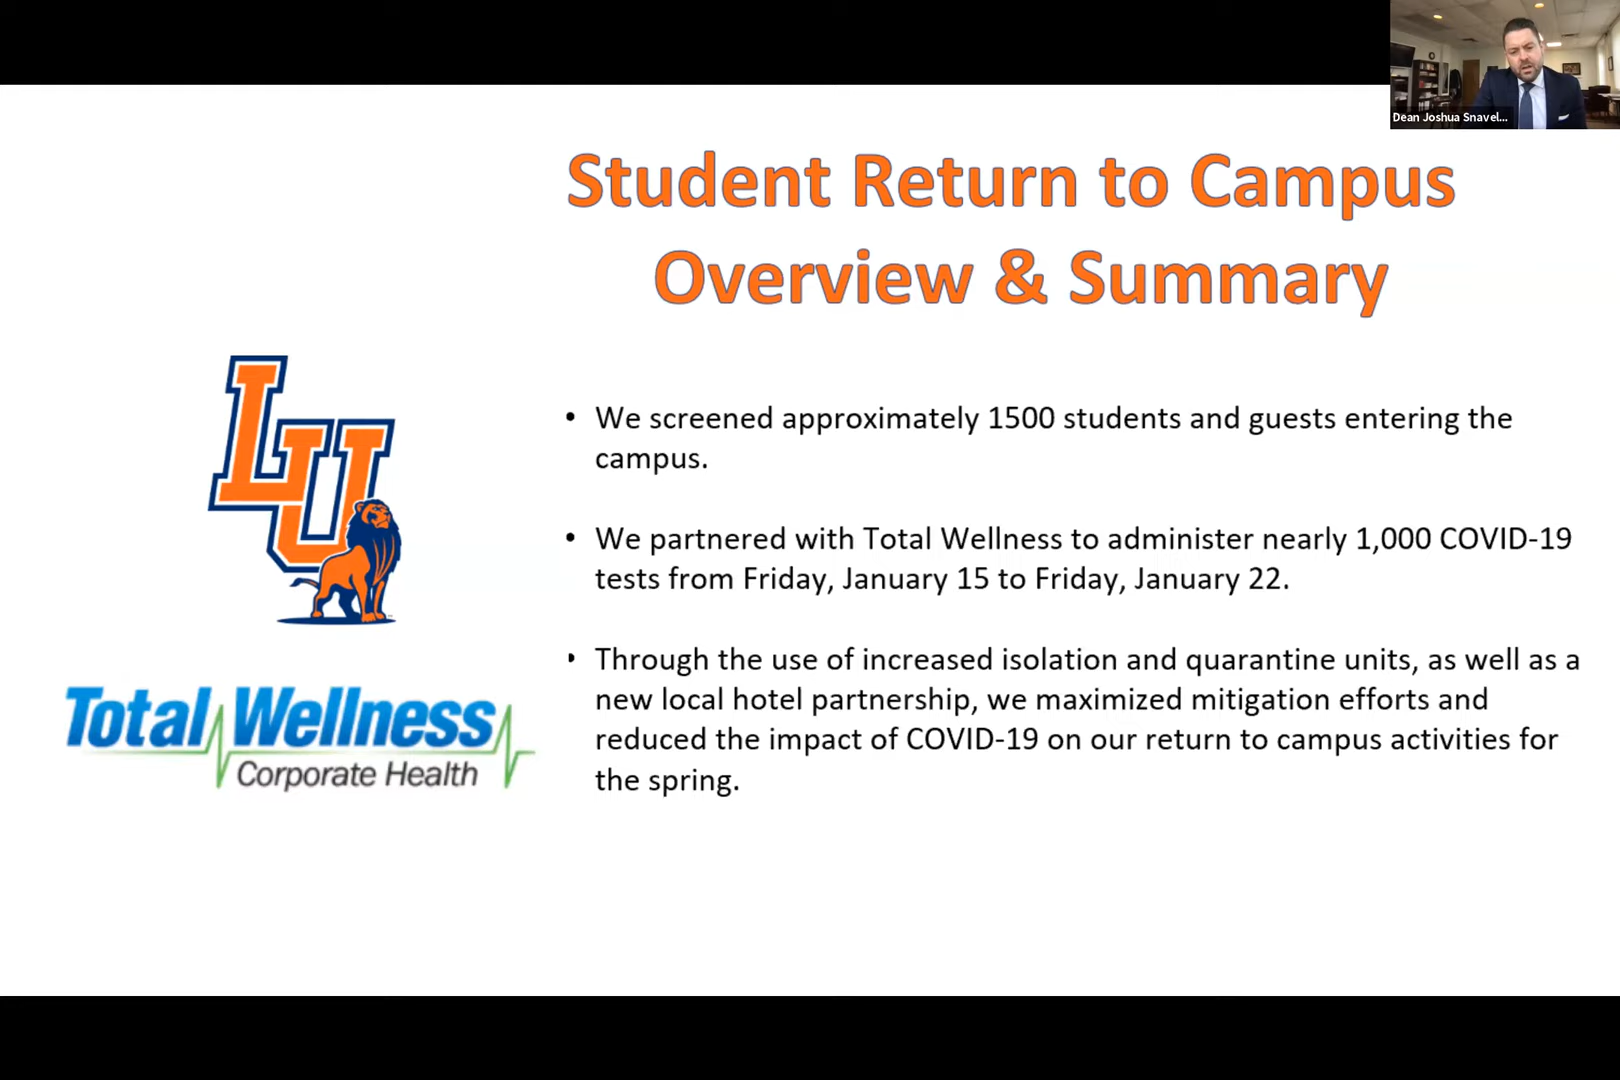 Dean Joshua Snavel...
Student Return to Campus
Overview & Summary
LU
• We screened approximately 1500 students and guests entering the
campus.
• We partnered with Total Wellness to administer nearly 1,000 COVID-19
tests from Friday, January 15 to Friday, January 22.
• Through the use of increased isolation and quarantine units, as well as a
new local hotel partnership, we maximized mitigation efforts and
reduced the impact of COVID-19 on our return to campus activities for
the spring.
Total Wellness
Corporate Health